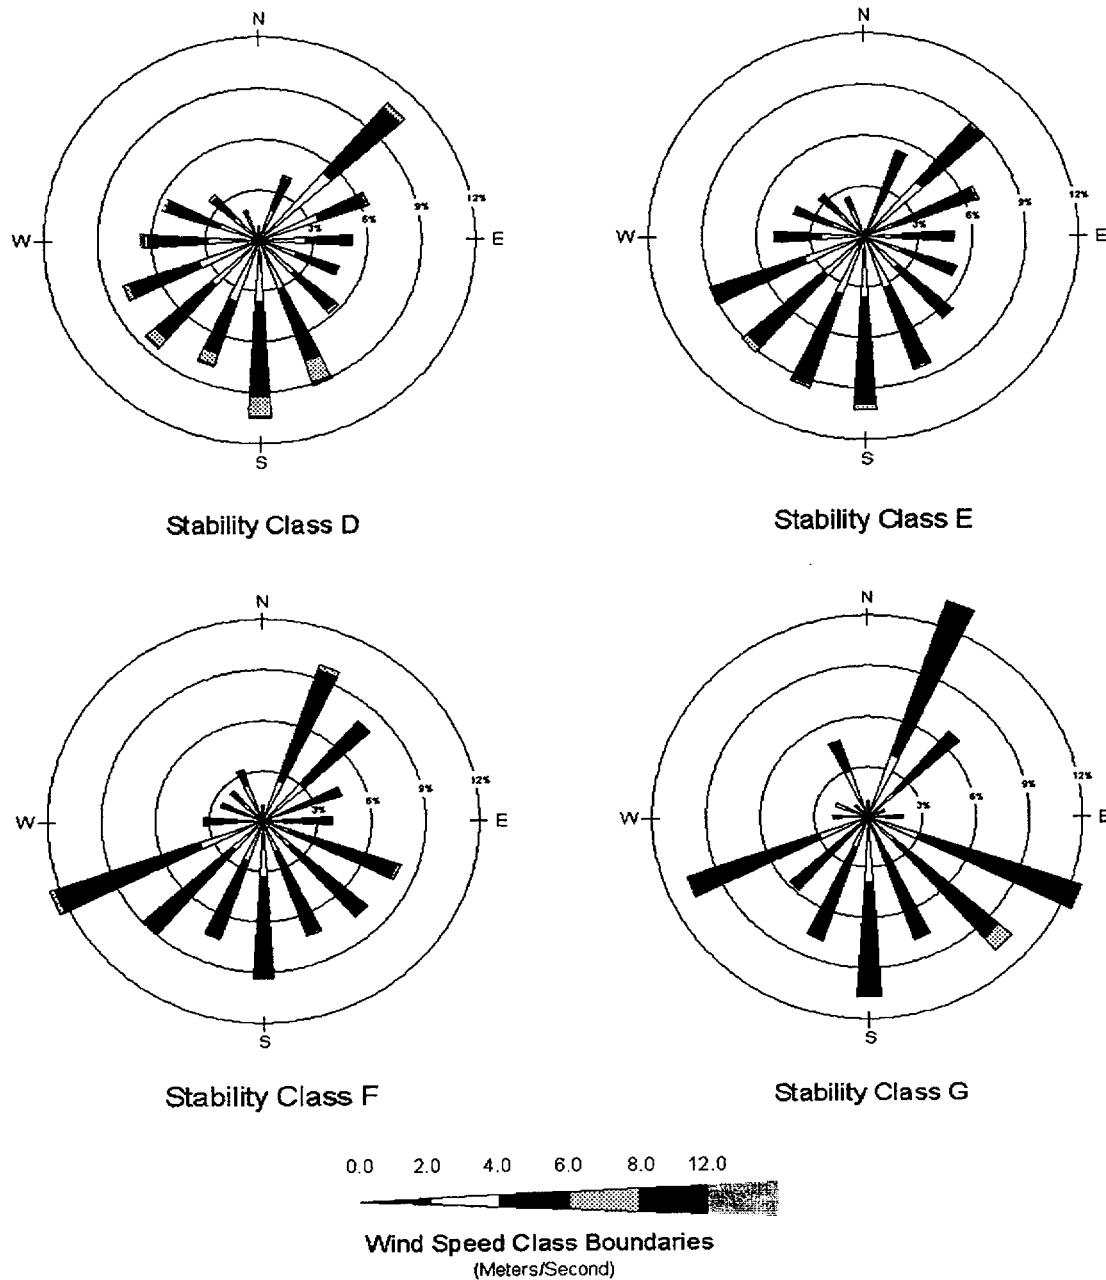 N
N
12%
9%
6%
3%
W
E
12%
9%
6%
3%
W
E
S
S
Stability Class D
Stability Class E
N
N
12%
9%
6%
3%
W
E
12%
9%
6%
3%
W
E
S
S
Stability Class F
Stability Class G
0.0 2.0 4.0 6.0 8.0 12.0
Wind Speed Class Boundaries
(Meters/Second)